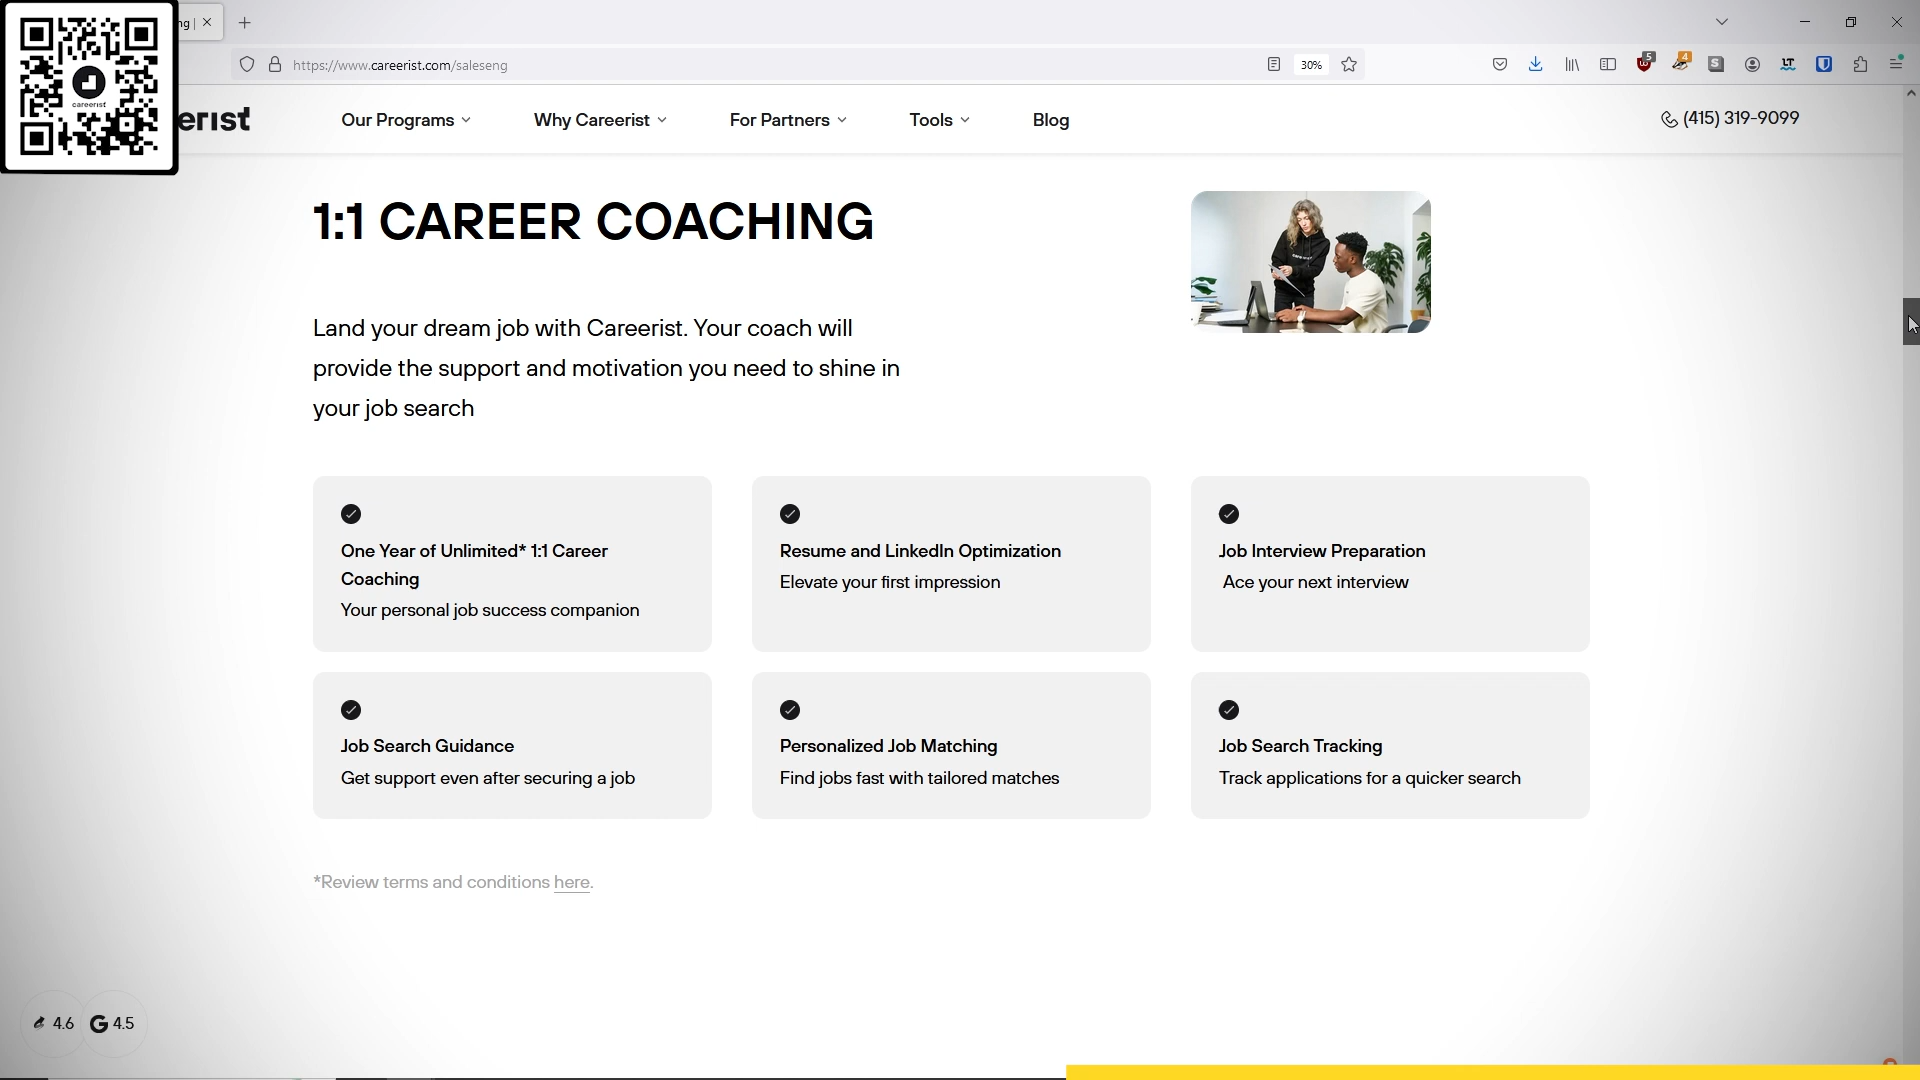 ng |
https://www.careerist.com/saleseng
30%
5
4
S
LT
careerist
erist
Our Programs
Why Careerist
For Partners
Tools
Blog
(415) 319-9099
1:1 CAREER COACHING
Land your dream job with Careerist. Your coach will
provide the support and motivation you need to shine in
your job search
One Year of Unlimited* 1:1 Career
Coaching
Your personal job success companion
Resume and LinkedIn Optimization
Elevate your first impression
Job Interview Preparation
Ace your next interview
Job Search Guidance
Get support even after securing a job
Personalized Job Matching
Find jobs fast with tailored matches
Job Search Tracking
Track applications for a quicker search
*Review terms and conditions here.
4.6
G 4.5